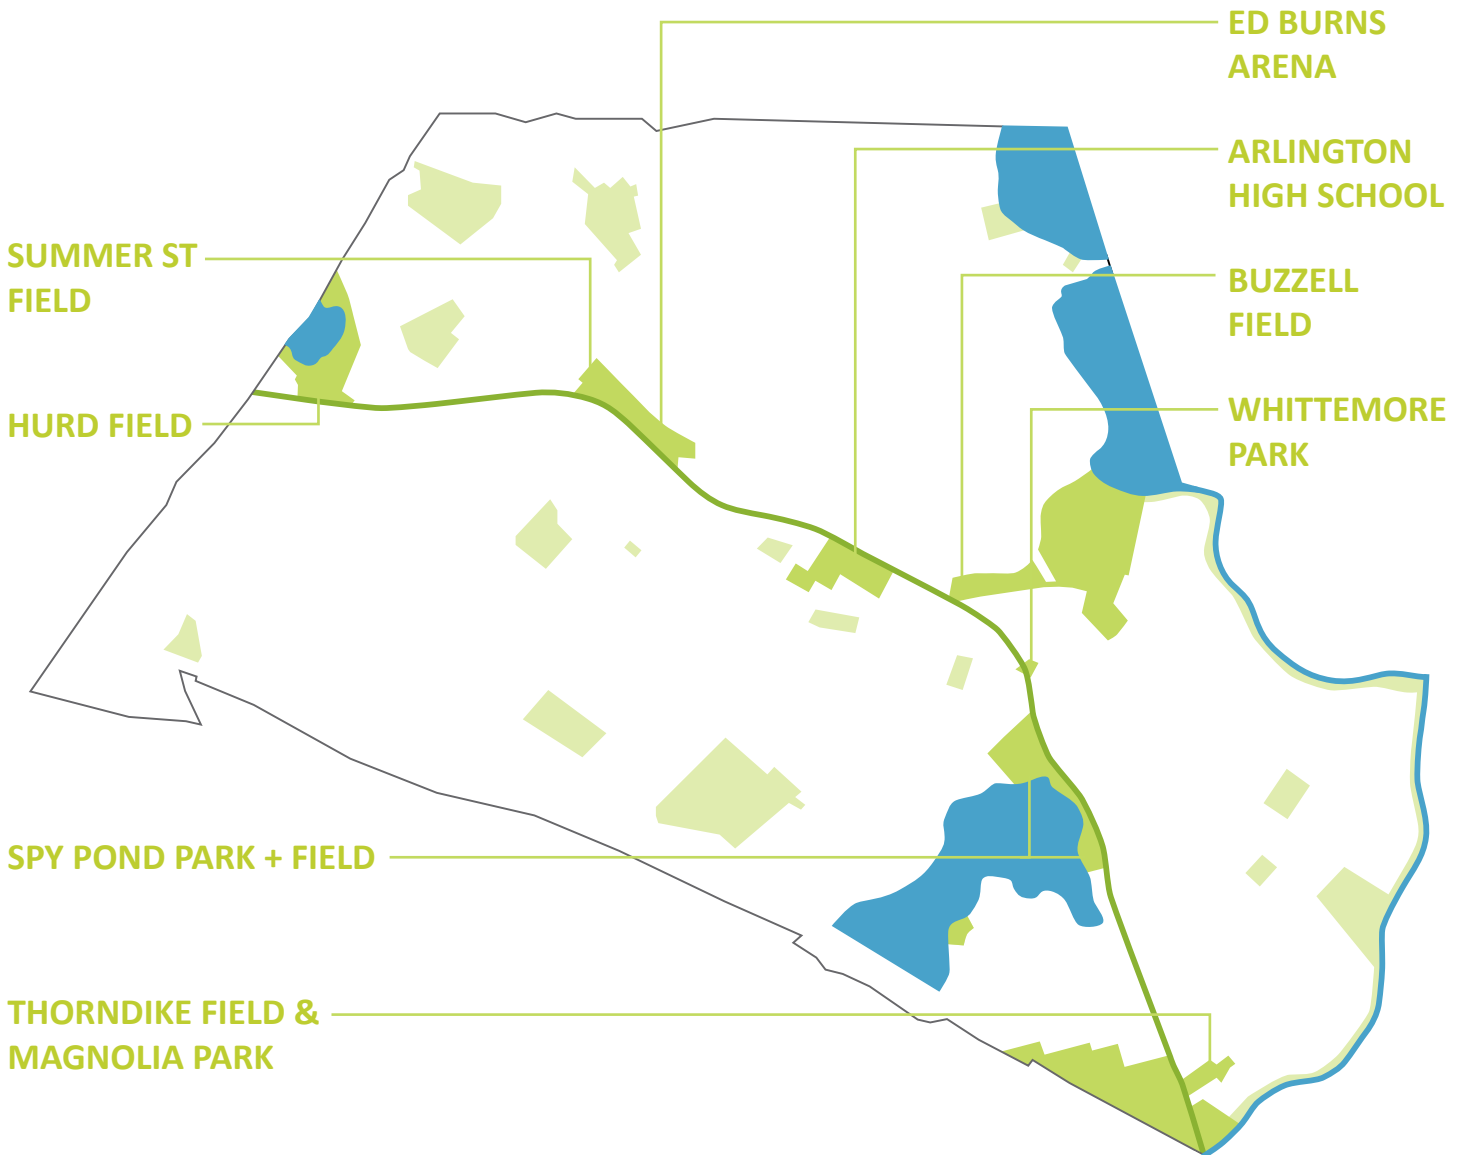 ED BURNS
ARENA
ARLINGTON
HIGH SCHOOL
SUMMER ST
FIELD
BUZZELL
FIELD
HURD FIELD
WHITTEMORE
PARK
SPY POND PARK + FIELD
THORNDIKE FIELD &
MAGNOLIA PARK